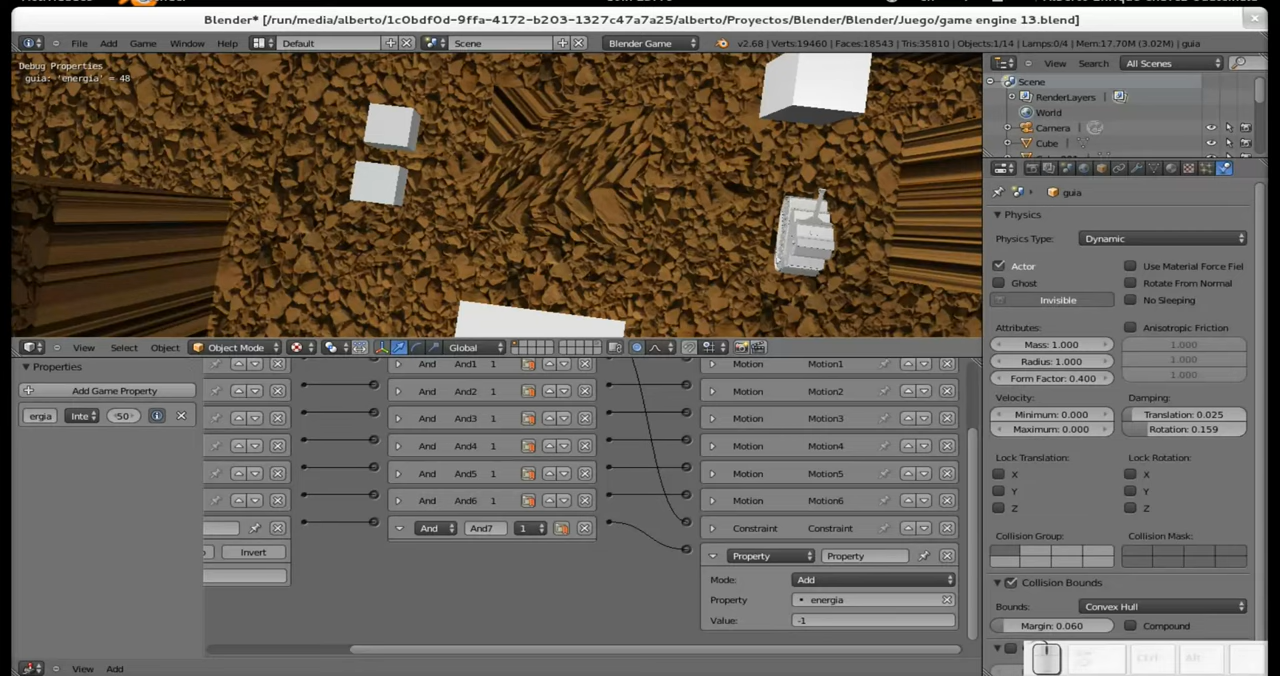 Blender* [/run/media/alberto/1c0bdf0d-9ffa-4172-b203-1327c47a7a25/alberto/Proyectos/Blender/Blender/Juego/game engine 13.blend]
File Add Game Window Help Default Scene Blender Game v2.68 | Verts:19460 | Faces:18543 | Tris:35810 | Objects:1/14 | Lamps:0/4 | Mem:17.70M (3.02M) | guia
Debug Properties
guia: 'energia' = 48
View Search All Scenes
Scene
RenderLayers
World
Camera
Cube
guia
Physics
Physics Type: Dynamic
Actor Use Material Force Fiel
Ghost Rotate From Normal
Invisible No Sleeping
Attributes: Anisotropic Friction
Mass: 1.000 1.000
Radius: 1.000 1.000
Form Factor: 0.400 1.000
Velocity: Damping:
Minimum: 0.000 Translation: 0.025
Maximum: 0.000 Rotation: 0.159
Lock Translation: Lock Rotation:
X X
Y Y
Z Z
Collision Group: Collision Mask:
Collision Bounds
Bounds: Convex Hull
Margin: 0.060 Compound
View Select Object Object Mode Global
Properties
Add Game Property
ergia Inte 50
And And1 1 Motion Motion1
And And2 1 Motion Motion2
And And3 1 Motion Motion3
And And4 1 Motion Motion4
And And5 1 Motion Motion5
And And6 1 Motion Motion6
And And7 1 Constraint Constraint
Invert
Property Property
Mode: Add
Property energia
Value: -1
View Add
Ctrl Alt